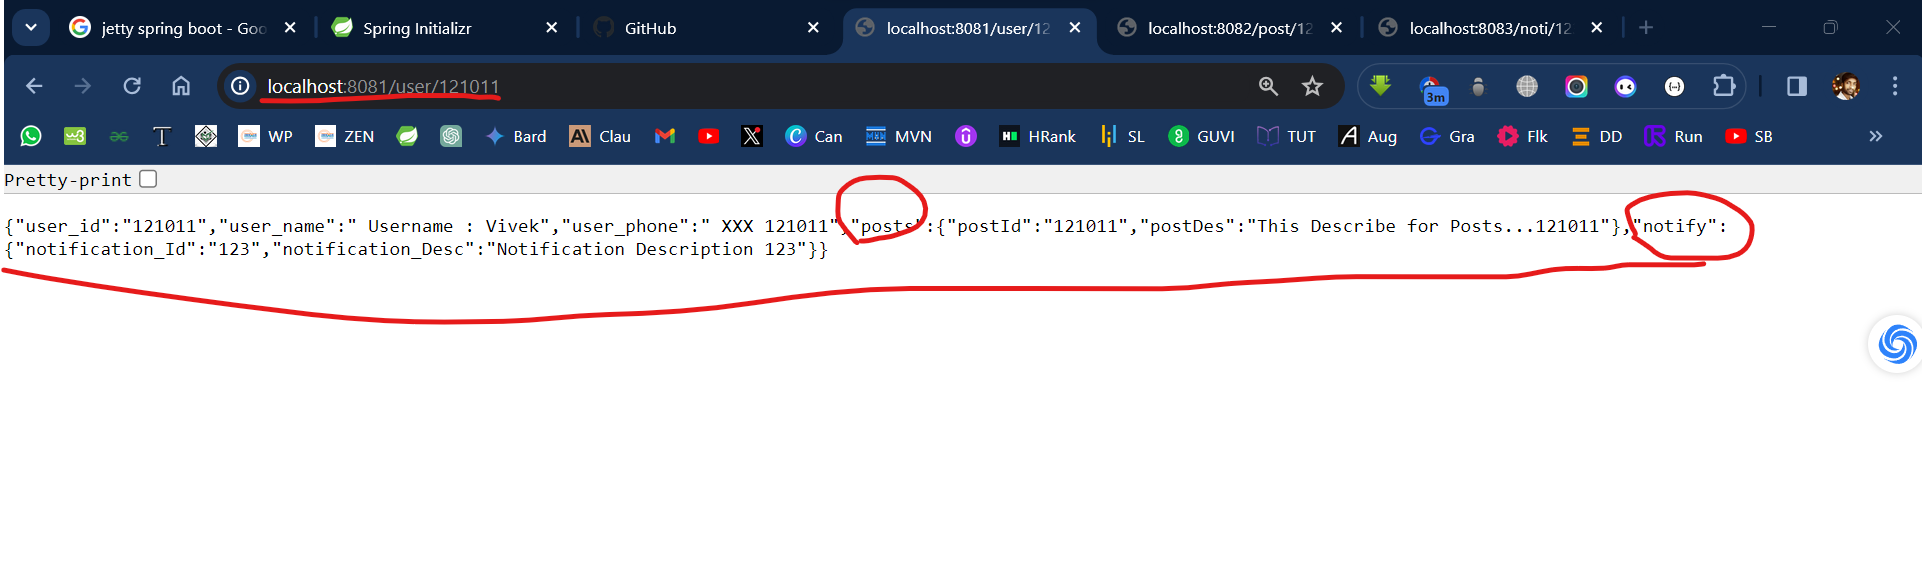 jetty spring boot - Goo
Spring Initializr
GitHub
localhost:8081/user/12
localhost:8082/post/12
localhost:8083/noti/12
localhost:8081/user/121011
3m
WP
ZEN
Bard
Clau
Can
MVN
HRank
SL
GUVI
TUT
Aug
Gra
Flk
DD
Run
SB
Pretty-print
{"user_id":"121011","user_name":" Username : Vivek","user_phone":" XXX 121011","posts":{"postId":"121011","postDes":"This Describe for Posts...121011"},"notify":
{"notification_Id":"123","notification_Desc":"Notification Description 123"}}